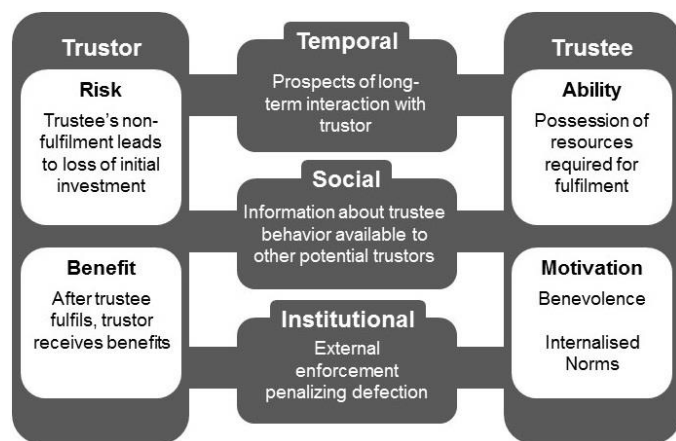 Trustor
Risk
Trustee's non-
fulfilment leads
to loss of initial
investment
Benefit
After trustee
fulfils, trustor
receives benefits
Temporal
Prospects of long-
term interaction with
trustor
Social
Information about trustee
behavior available to
other potential trustors
Institutional
External
enforcement
penalizing defection
Trustee
Ability
Possession of
resources
required for
fulfilment
Motivation
Benevolence
Internalised
Norms